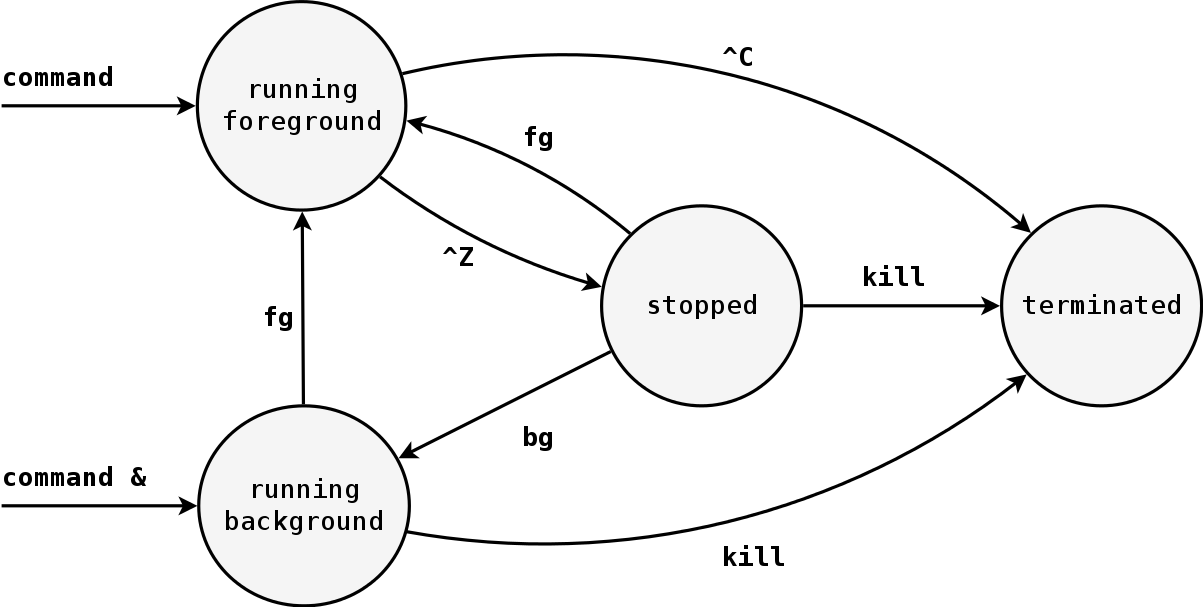 command
running
foreground
^C
fg
^Z
stopped
kill
terminated
fg
bg
command &
running
background
kill